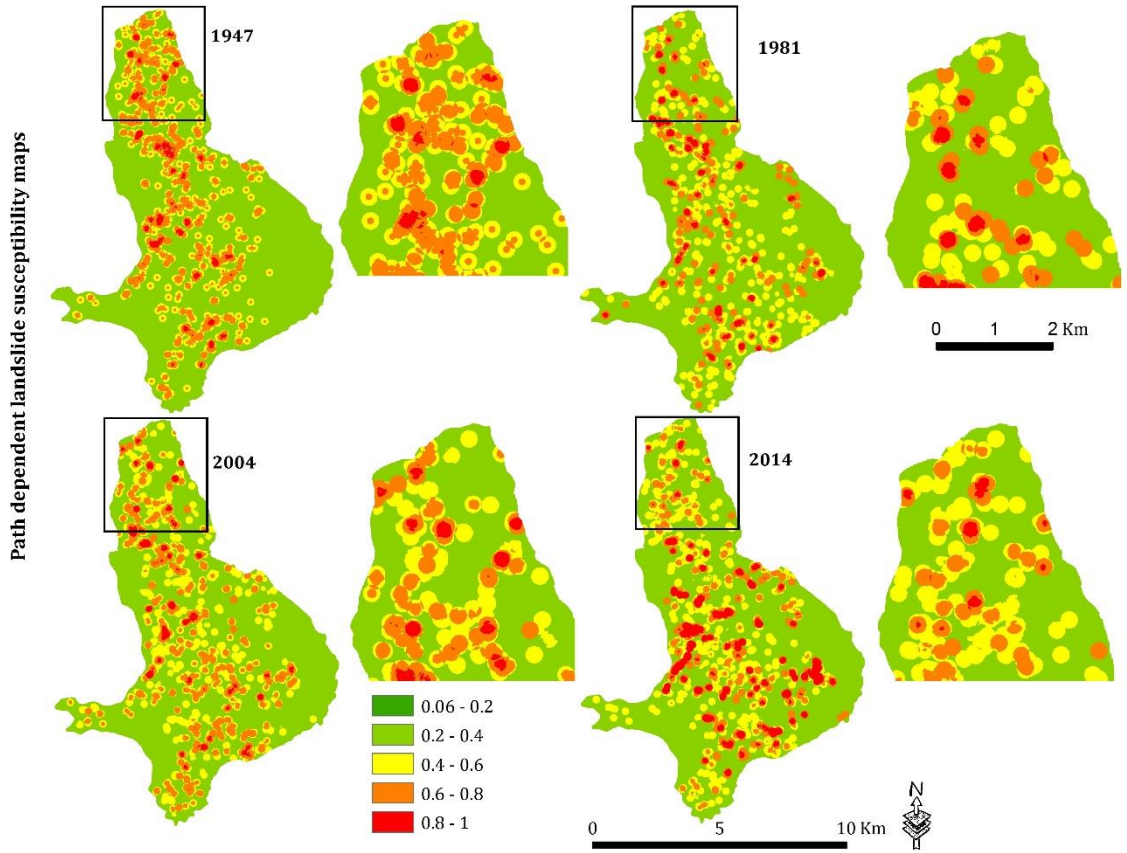 Path dependent landslide susceptibility maps
1947
1981
0 1 2 Km
2004
2014
0.06 - 0.2
0.2 - 0.4
0.4 - 0.6
0.6 - 0.8
0.8 - 1
N
0 5 10 Km